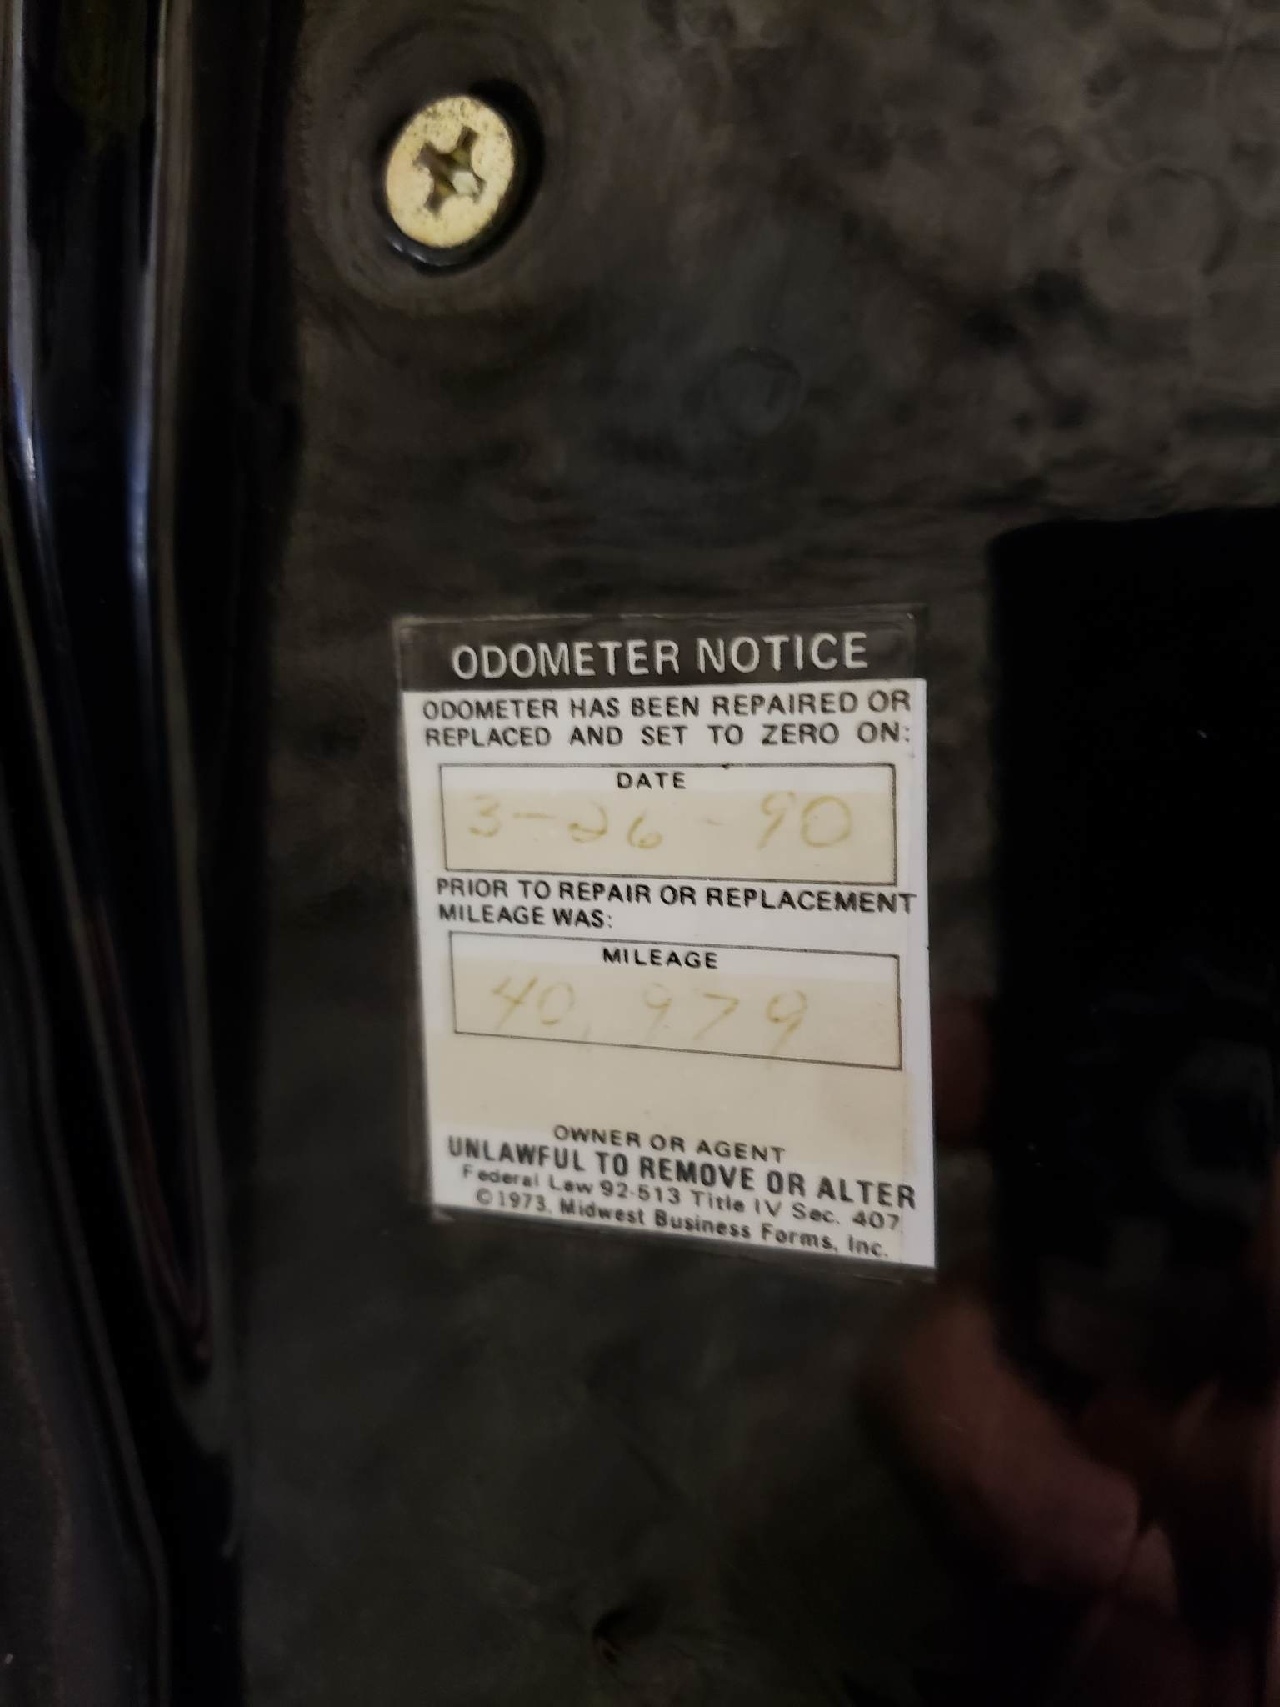 ODOMETER NOTICE
ODOMETER HAS BEEN REPAIRED OR
REPLACED AND SET TO ZERO ON:
DATE
3-26-90
PRIOR TO REPAIR OR REPLACEMENT
MILEAGE WAS:
MILEAGE
40,979
OWNER OR AGENT
UNLAWFUL TO REMOVE OR ALTER
Federal Law 92-513 Title IV Sec. 407
©1973, Midwest Business Forms, Inc.